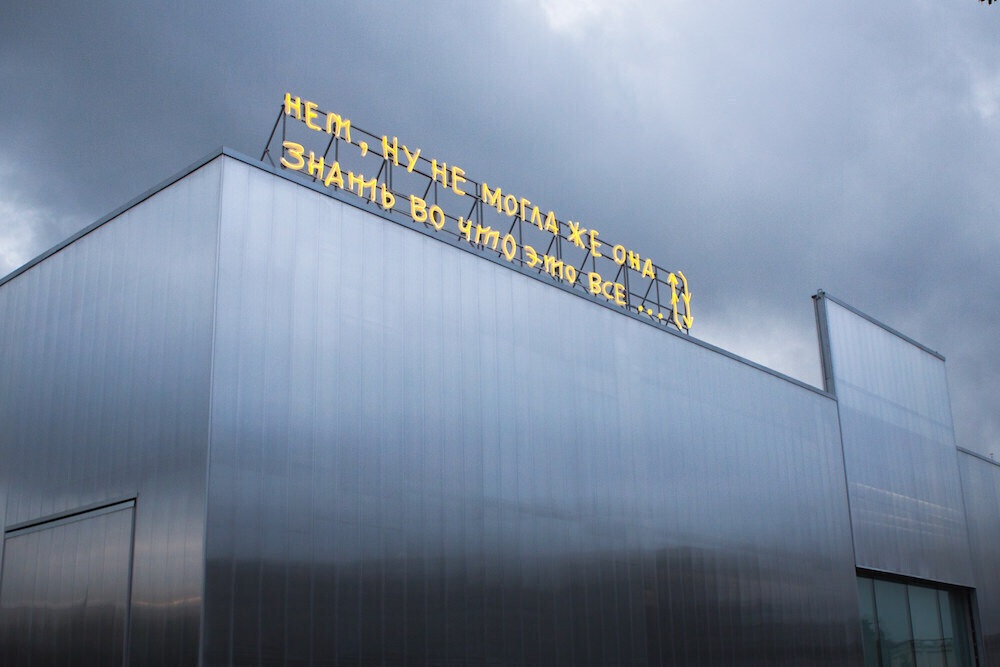 НЕТ, НУ НЕ МОГЛА ЖЕ ОНА
ЗНАТЬ ВО ЧТО ЭТО ВСЕ...